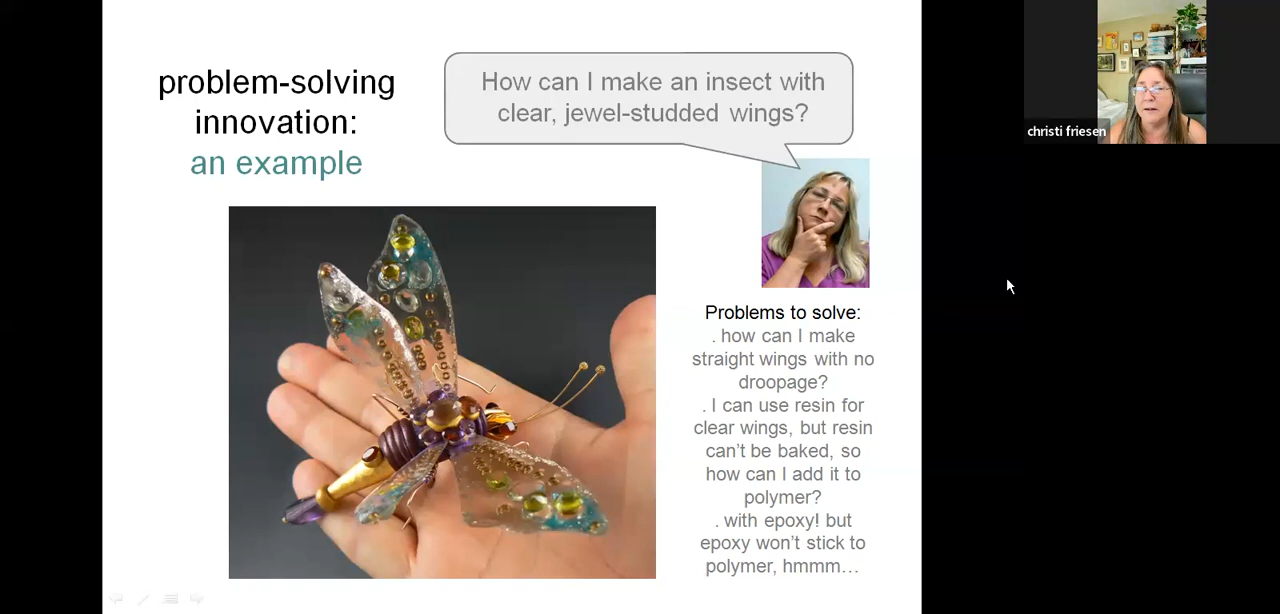 problem-solving
innovation:
an example
How can I make an insect with
clear, jewel-studded wings?
christi friesen
Problems to solve:
. how can I make
straight wings with no
droopage?
. I can use resin for
clear wings, but resin
can't be baked, so
how can I add it to
polymer?
. with epoxy! but
epoxy won't stick to
polymer, hmmm…